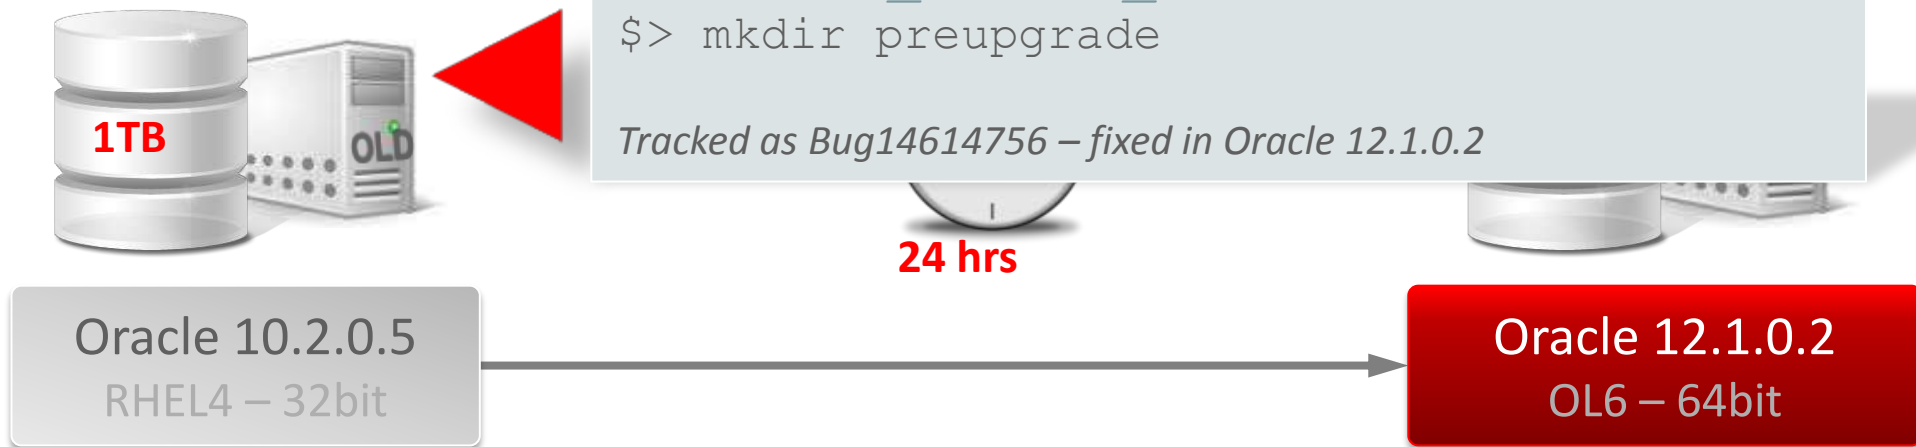 $> mkdir preupgrade
Tracked as Bug14614756 – fixed in Oracle 12.1.0.2
1TB
OLD
24 hrs
Oracle 10.2.0.5
RHEL4 – 32bit
Oracle 12.1.0.2
OL6 – 64bit